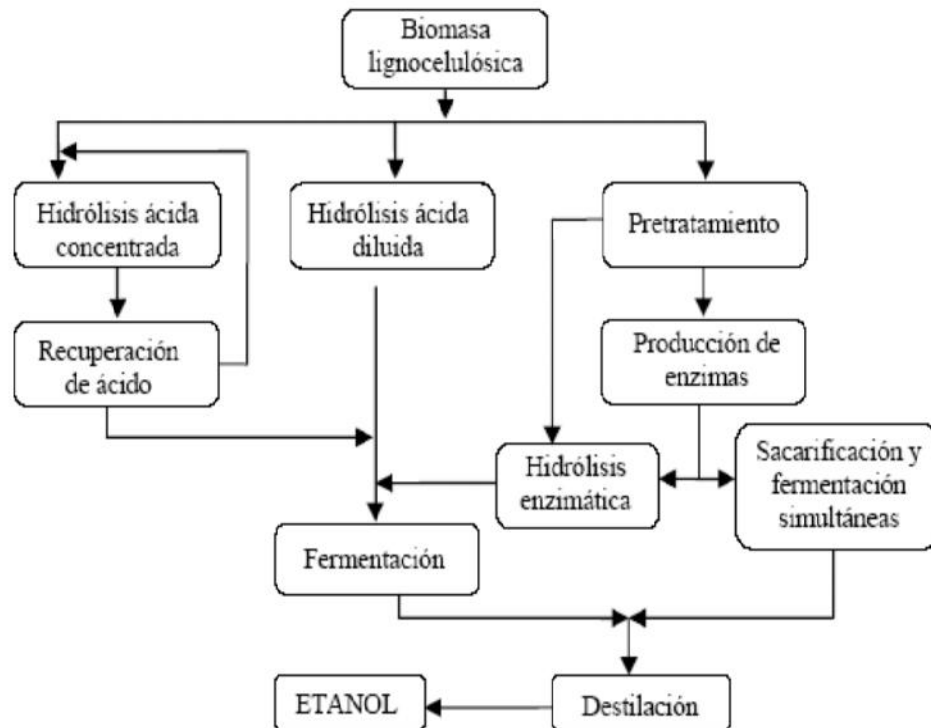 Biomasa
lignocelulósica
Hidrólisis ácida
concentrada
Hidrólisis ácida
diluida
Pretratamiento
Recuperación
de ácido
Producción de
enzimas
Hidrólisis
enzimática
Sacarificación y
fermentación
simultáneas
Fermentación
ETANOL
Destilación